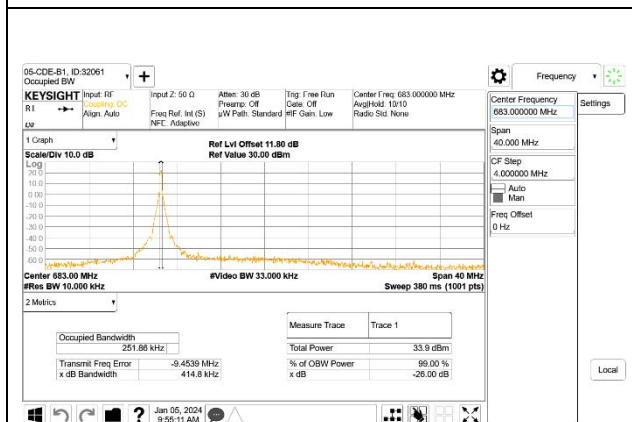 05-CDE-B1, ID:32061
Occupied BW
Frequency
KEYSIGHT Input: RF
Coupling: DC
Align: Auto
Input Z: 50 Ω
Freq Ref: Int (S)
NFE: Adaptive
Atten: 30 dB
Preamp: Off
µW Path: Standard
Trig: Free Run
Gate: Off
#IF Gain: Low
Center Freq: 683.000000 MHz
Avg|Hold: 10/10
Radio Std: None
Center Frequency
683.000000 MHz
Settings
Span
40.000 MHz
CF Step
4.000000 MHz
Auto
Man
Freq Offset
0 Hz
1 Graph
Scale/Div 10.0 dB
Ref Lvl Offset 11.80 dB
Ref Value 30.00 dBm
Log
20.0
10.0
0.00
-10.0
-20.0
-30.0
-40.0
-50.0
-60.0
Center 683.00 MHz
#Video BW 33.000 kHz
Span 40 MHz
#Res BW 10.000 kHz
Sweep 380 ms (1001 pts)
2 Metrics
Measure Trace Trace 1
Occupied Bandwidth
251.86 kHz
Total Power 33.9 dBm
Transmit Freq Error -9.4539 MHz
% of OBW Power 99.00 %
x dB Bandwidth 414.8 kHz
x dB -26.00 dB
Local
Jan 05, 2024
9:55:11 AM